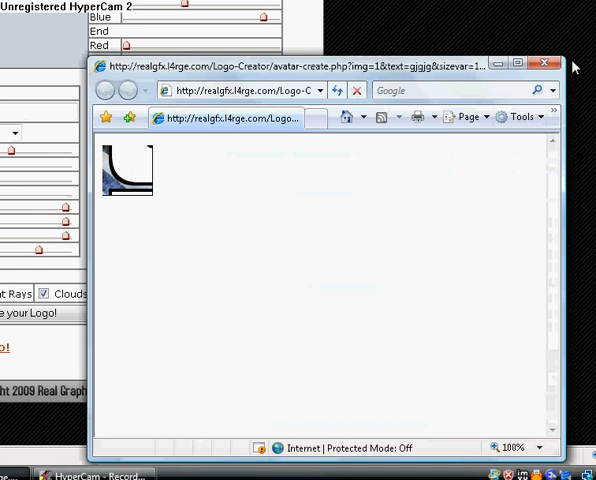 Unregistered HyperCam 2
Blue
End
Red
http://realgfx.l4rge.com/Logo-Creator/avatar-create.php?img=1&text=gjgjg&sizevar=1...
http://realgfx.l4rge.com/Logo-C
Google
http://realgfx.l4rge.com/Logo...
Page
Tools
»
nt Rays
Clouds
e your Logo!
o!
ht 2009 Real Graph
Internet | Protected Mode: Off
100%
HyperCam - Record...